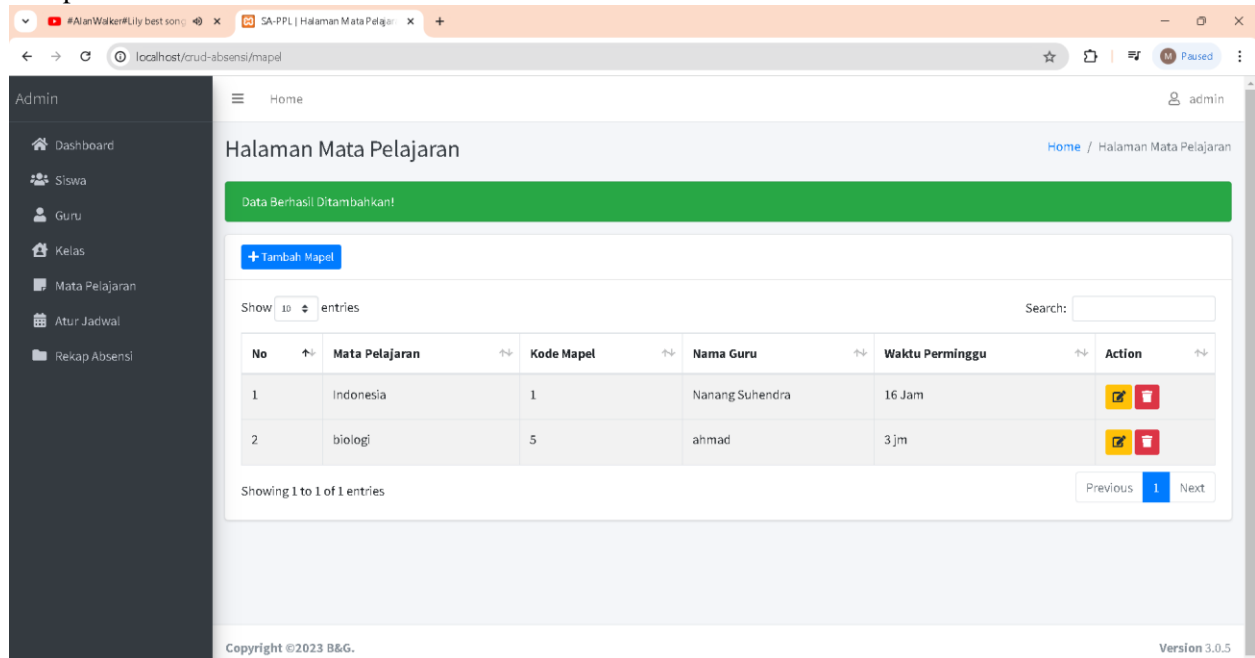 #AlanWalker#Lily best song
SA-PPL | Halaman Mata Pelajar
localhost/crud-absensi/mapel
M Paused
Admin
Home
admin
Dashboard
Siswa
Guru
Kelas
Mata Pelajaran
Atur Jadwal
Rekap Absensi
Halaman Mata Pelajaran
Home / Halaman Mata Pelajaran
Data Berhasil Ditambahkan!
Tambah Mapel
Show 10 entries
Search:
No Mata Pelajaran Kode Mapel Nama Guru Waktu Perminggu Action
1 Indonesia 1 Nanang Suhendra 16 Jam
2 biologi 5 ahmad 3 jm
Showing 1 to 1 of 1 entries
Previous 1 Next
Copyright ©2023 B&G.
Version 3.0.5